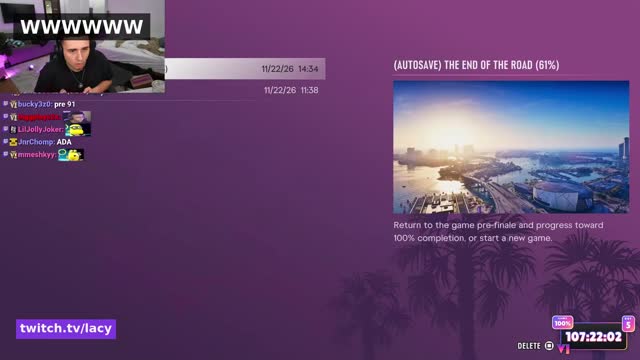 wwwwww
11/22/26 14:34
11/22/26 11:38
(AUTOSAVE) THE END OF THE ROAD (61%)
bucky3z0: pre 91
LilJollyJoker:
JnrChomp: ADA
mmeshkyy:
Return to the game pre-finale and progress toward
100% completion, or start a new game.
twitch.tv/lacy
DELETE
100%
107:22:02
VI